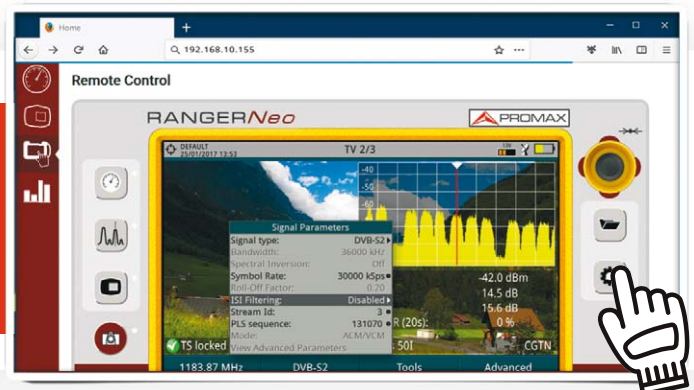 Home
192.168.10.155
Remote Control
RANGERNeo
PROMAX
DEFAULT
25/01/2017 13:53
TV 2/3
13V
-40
-50
-60
Signal Parameters
Signal type: DVB-S2
Bandwidth: 36000 kHz
Spectral Inversion: Off
Symbol Rate: 30000 kSps
Roll-Off Factor: 0.20
ISI Filtering: Disabled
Stream Id: 3
PLS sequence: 131070
Mode: ACM/VCM
View Advanced Parameters
-42.0 dBm
14.5 dB
15.6 dB
R (20s): 0 %
TS locked
501
CGTN
1183.87 MHz
DVB-S2
Tools
Advanced